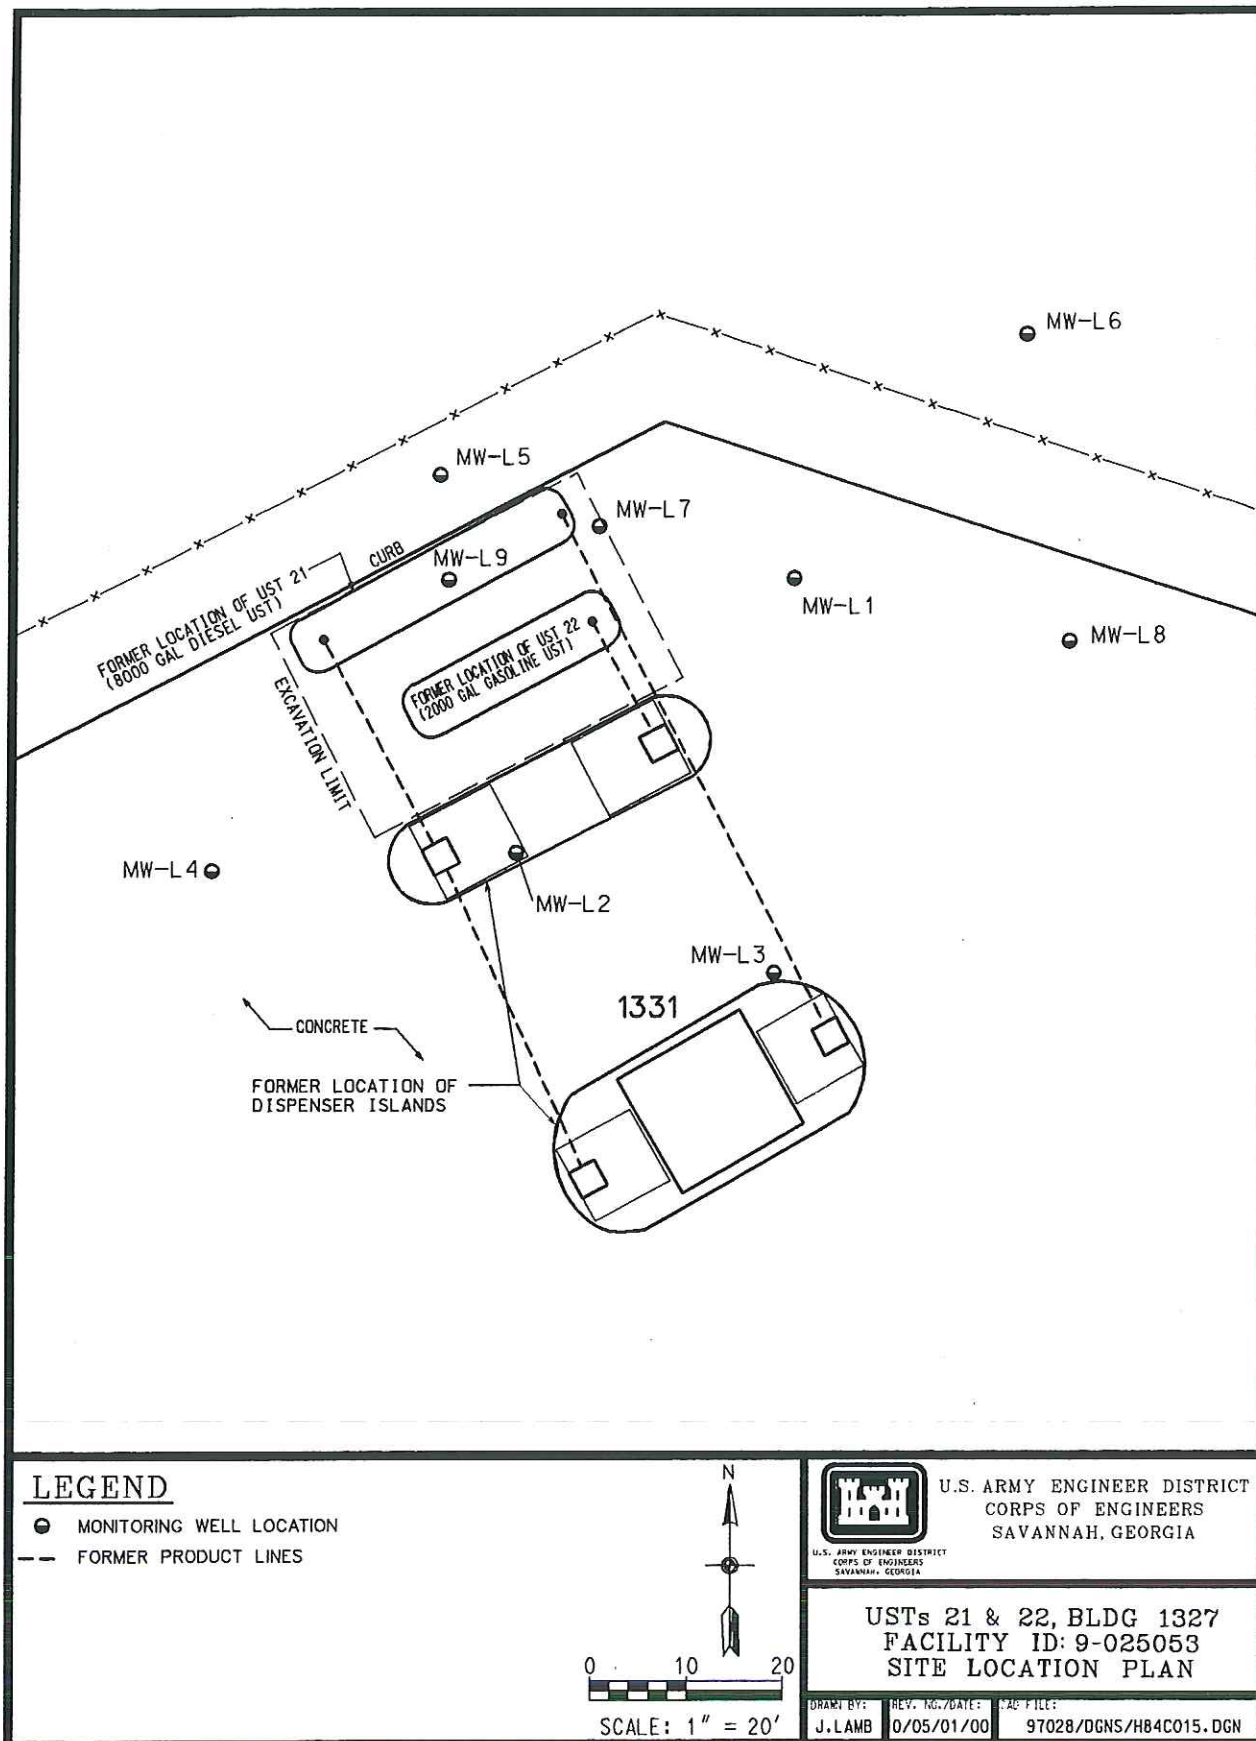 MW-L6
MW-L5
MW-L7
CURB
MW-L9
MW-L1
MW-L8
FORMER LOCATION OF UST 21
(8000 GAL DIESEL UST)
FORMER LOCATION OF UST 22
(2000 GAL GASOLINE UST)
EXCAVATION LIMIT
MW-L4
MW-L2
MW-L3
1331
CONCRETE
FORMER LOCATION OF
DISPENSER ISLANDS
LEGEND
MONITORING WELL LOCATION
FORMER PRODUCT LINES
N
0 10 20
SCALE: 1" = 20'
U.S. ARMY ENGINEER DISTRICT
CORPS OF ENGINEERS
SAVANNAH, GEORGIA
U.S. ARMY ENGINEER DISTRICT
CORPS OF ENGINEERS
SAVANNAH, GEORGIA
USTs 21 & 22, BLDG 1327
FACILITY ID: 9-025053
SITE LOCATION PLAN
DRAWN BY:
J.LAMB
REV. NO./DATE:
0/05/01/00
CAD FILE:
97028/DGNS/H84C015.DGN